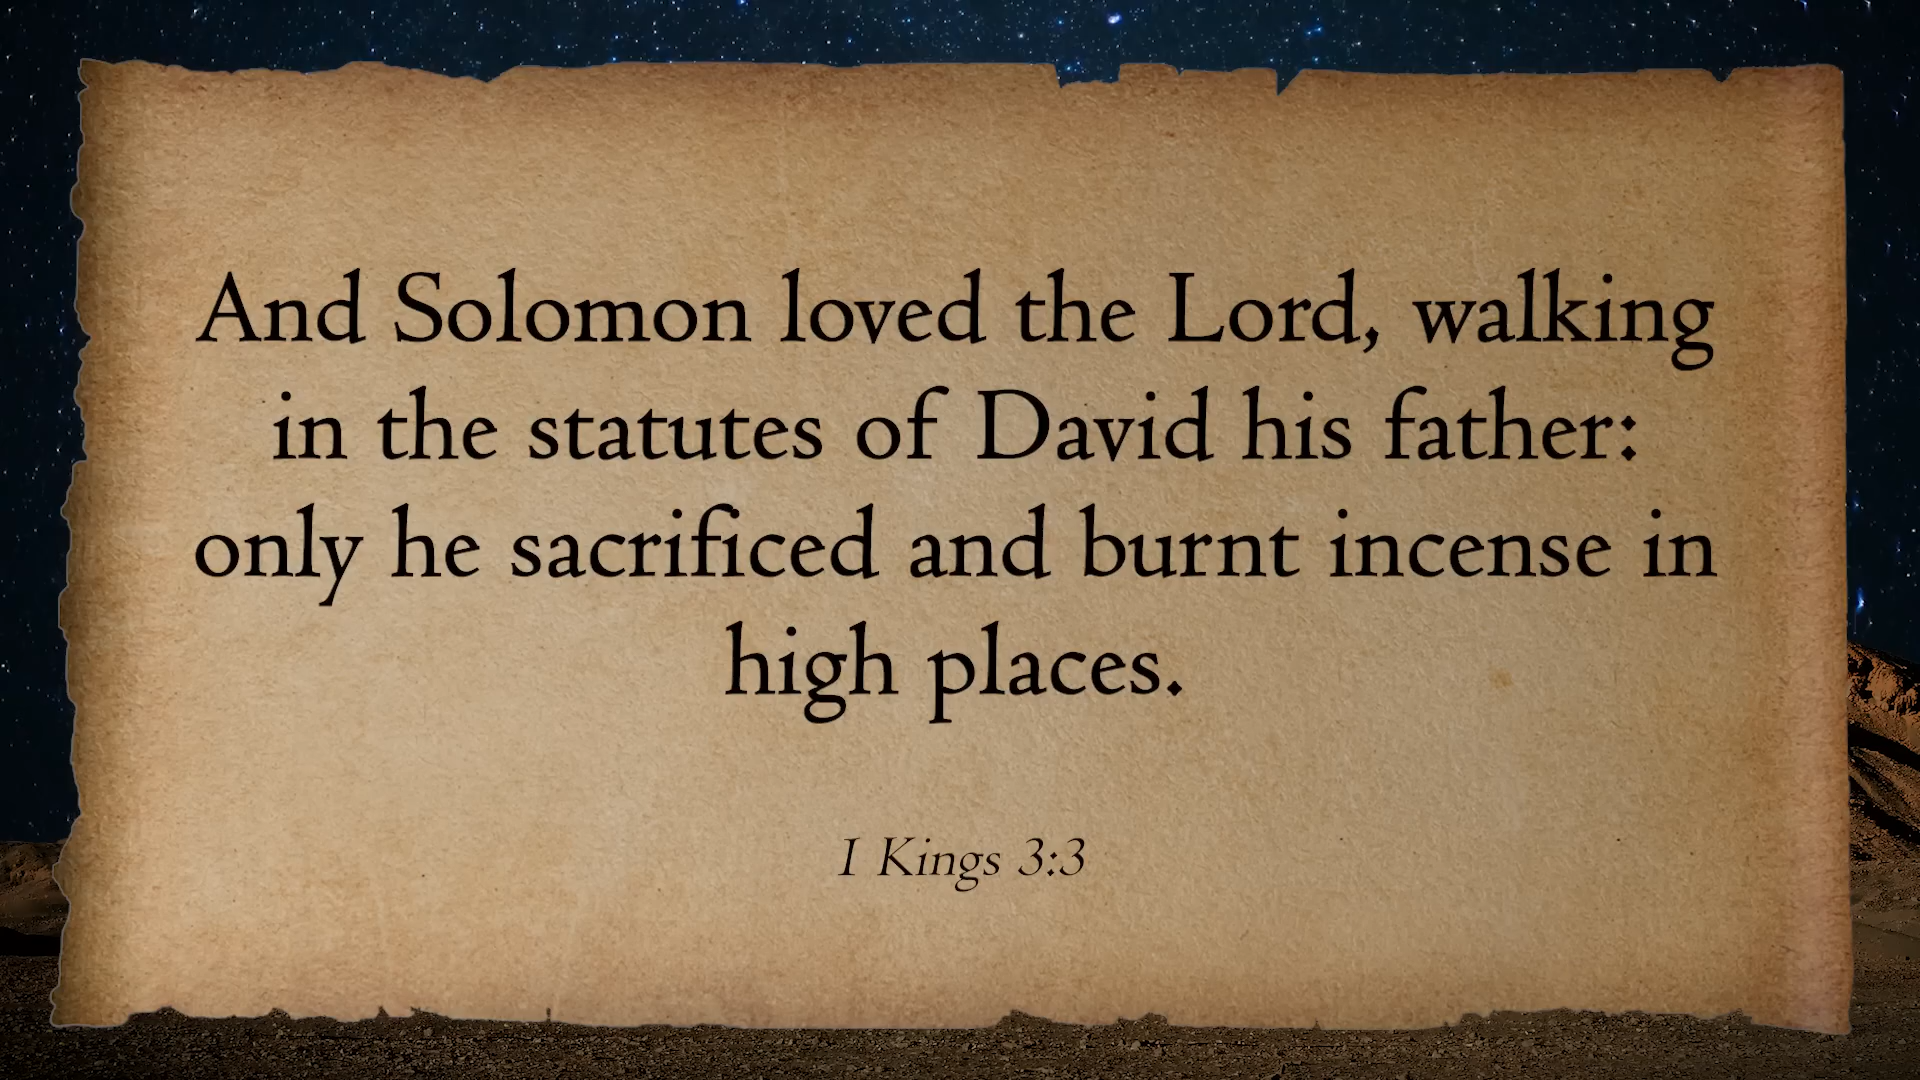 And Solomon loved the Lord, walking
in the statutes of David his father:
only he sacrificed and burnt incense in
high places.
I Kings 3:3